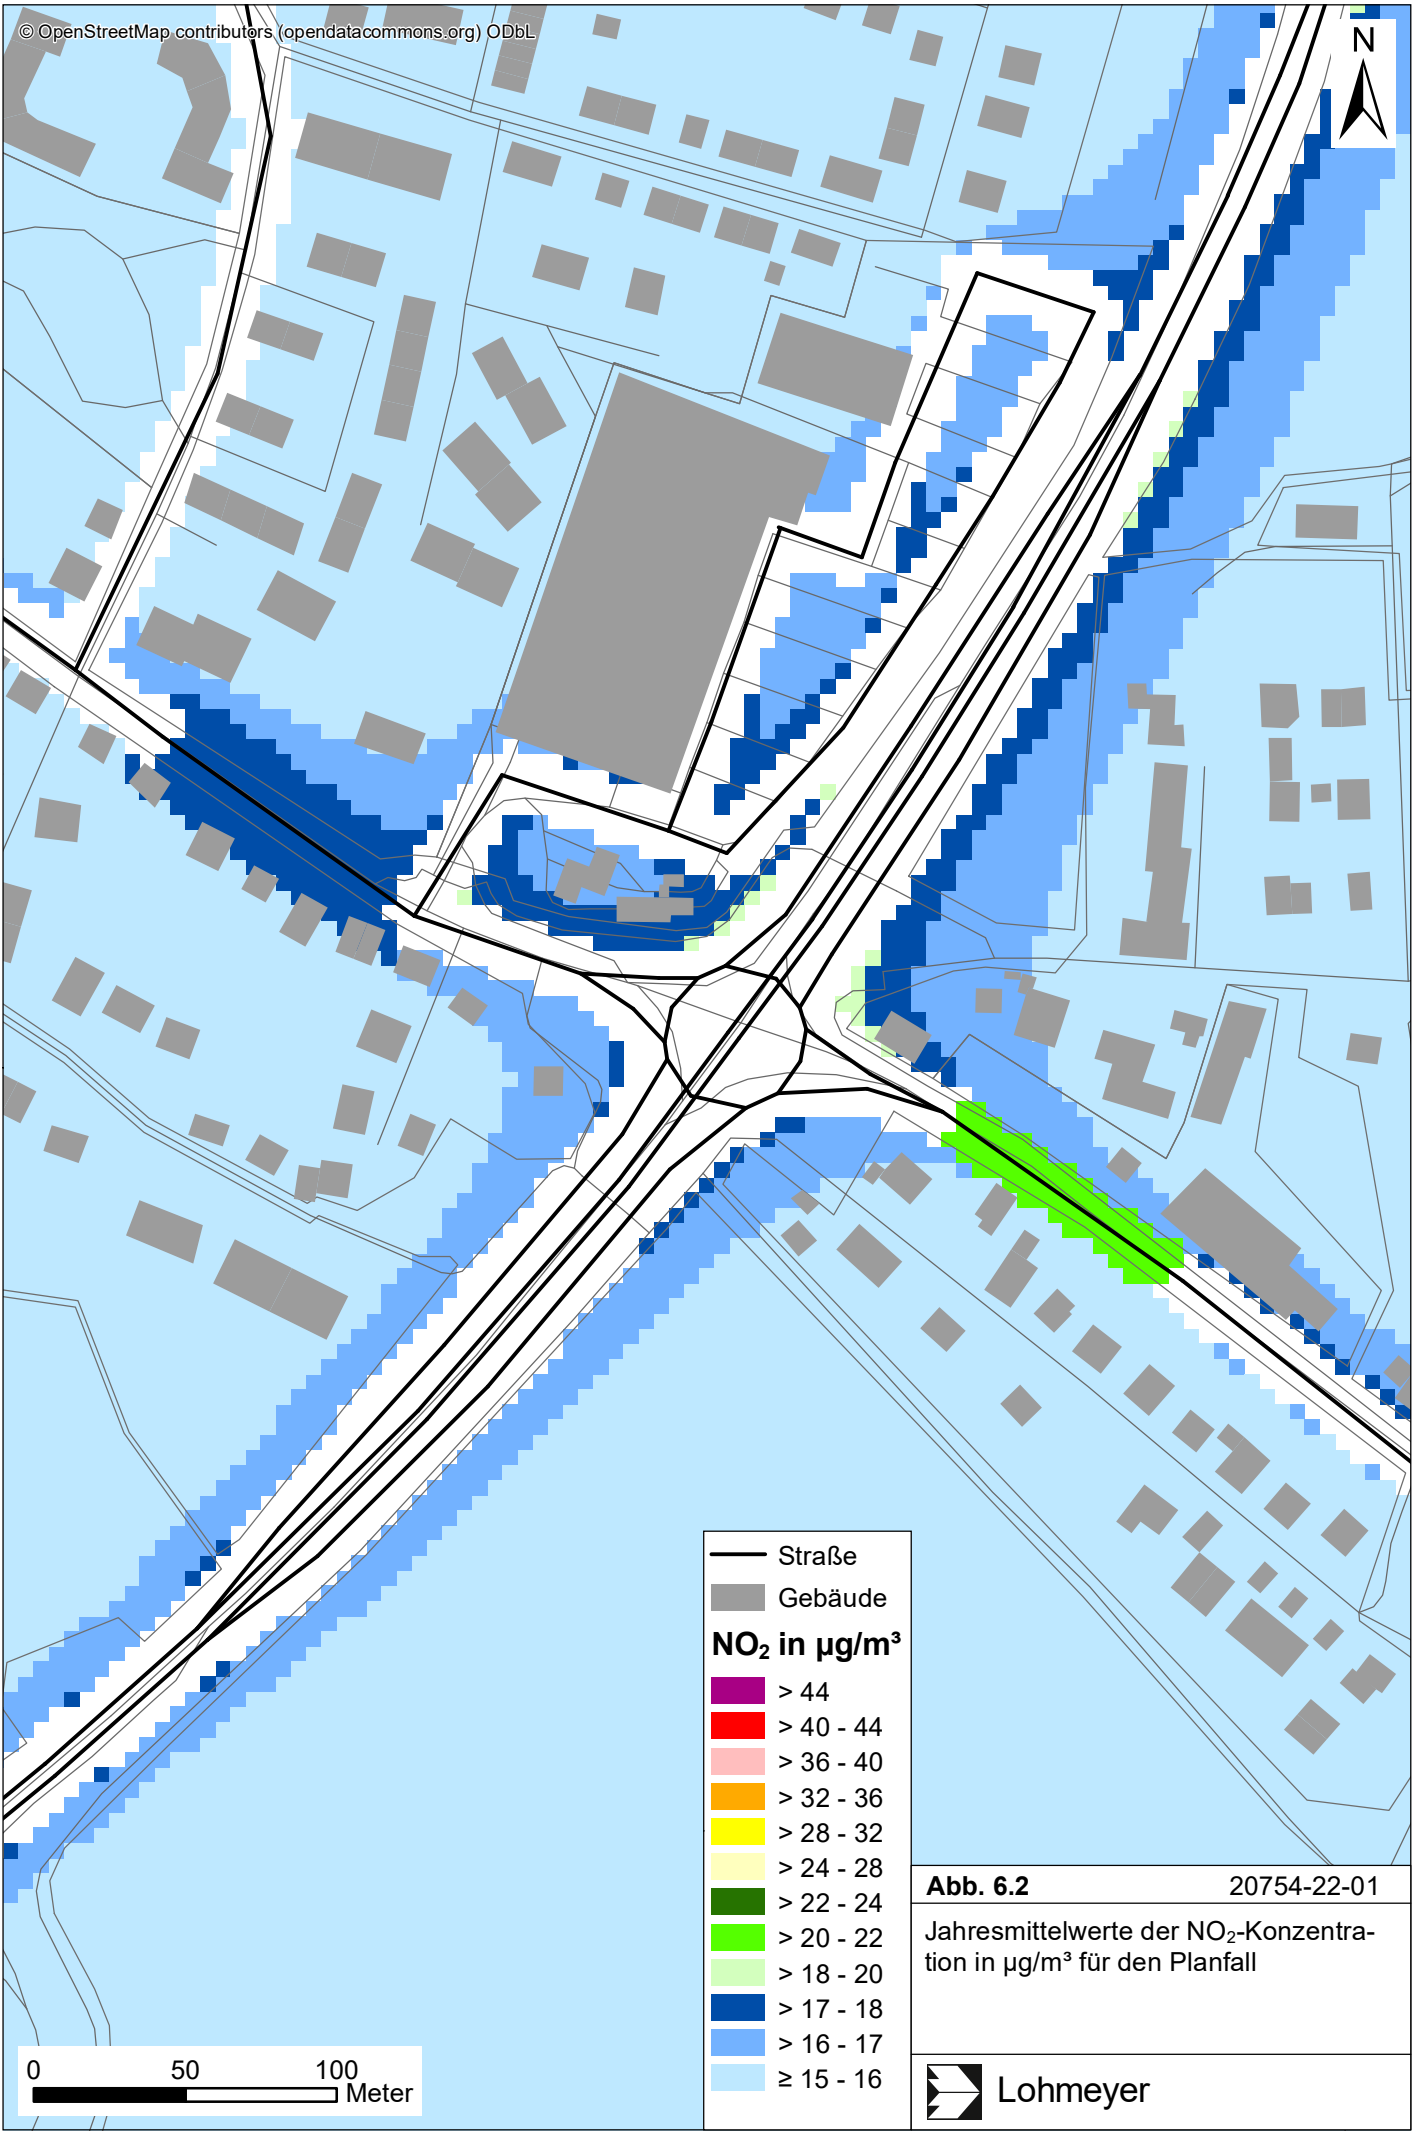 © OpenStreetMap contributors (opendatacommons.org) ODbL
N
Straße
Gebäude
NO₂ in µg/m³
> 44
> 40 - 44
> 36 - 40
> 32 - 36
> 28 - 32
> 24 - 28
> 22 - 24
> 20 - 22
> 18 - 20
> 17 - 18
> 16 - 17
≥ 15 - 16
Abb. 6.2 20754-22-01
Jahresmittelwerte der NO₂-Konzentra-
tion in µg/m³ für den Planfall
Lohmeyer
0 50 100
Meter